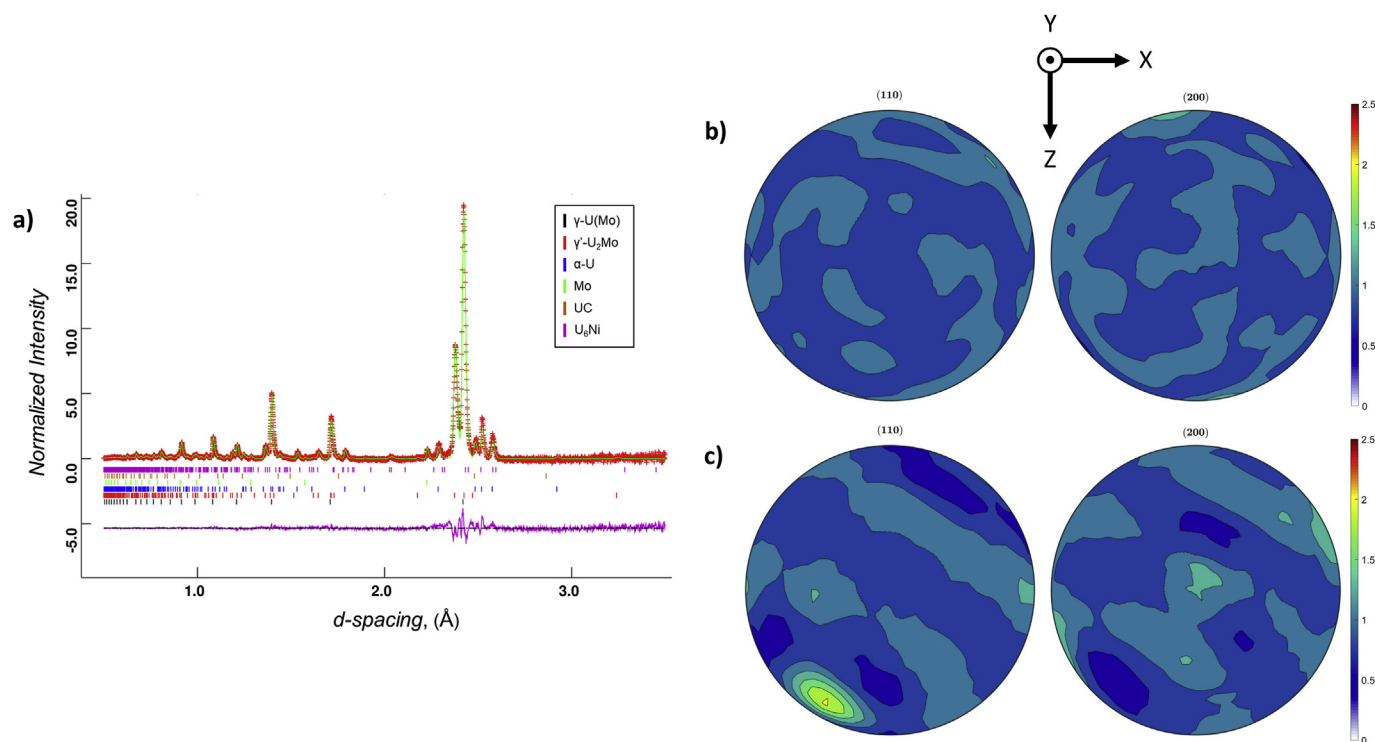 a)
Normalized Intensity
20.0
15.0
10.0
5.0
0.0
-5.0
1.0
2.0
3.0
d-spacing, (Å)
γ-U(Mo)
γ'-U₂Mo
α-U
Mo
UC
U₆Ni
Y
X
Z
b)
(110)
(200)
2.5
2
1.5
1
0.5
0
c)
(110)
(200)
2.5
2
1.5
1
0.5
0